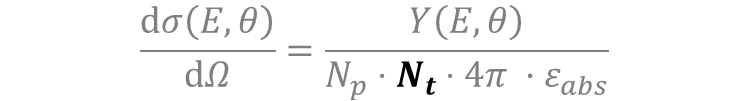 dσ(E,θ)/dΩ = Y(E,θ)/(N_p · N_t · 4π · ε_abs)